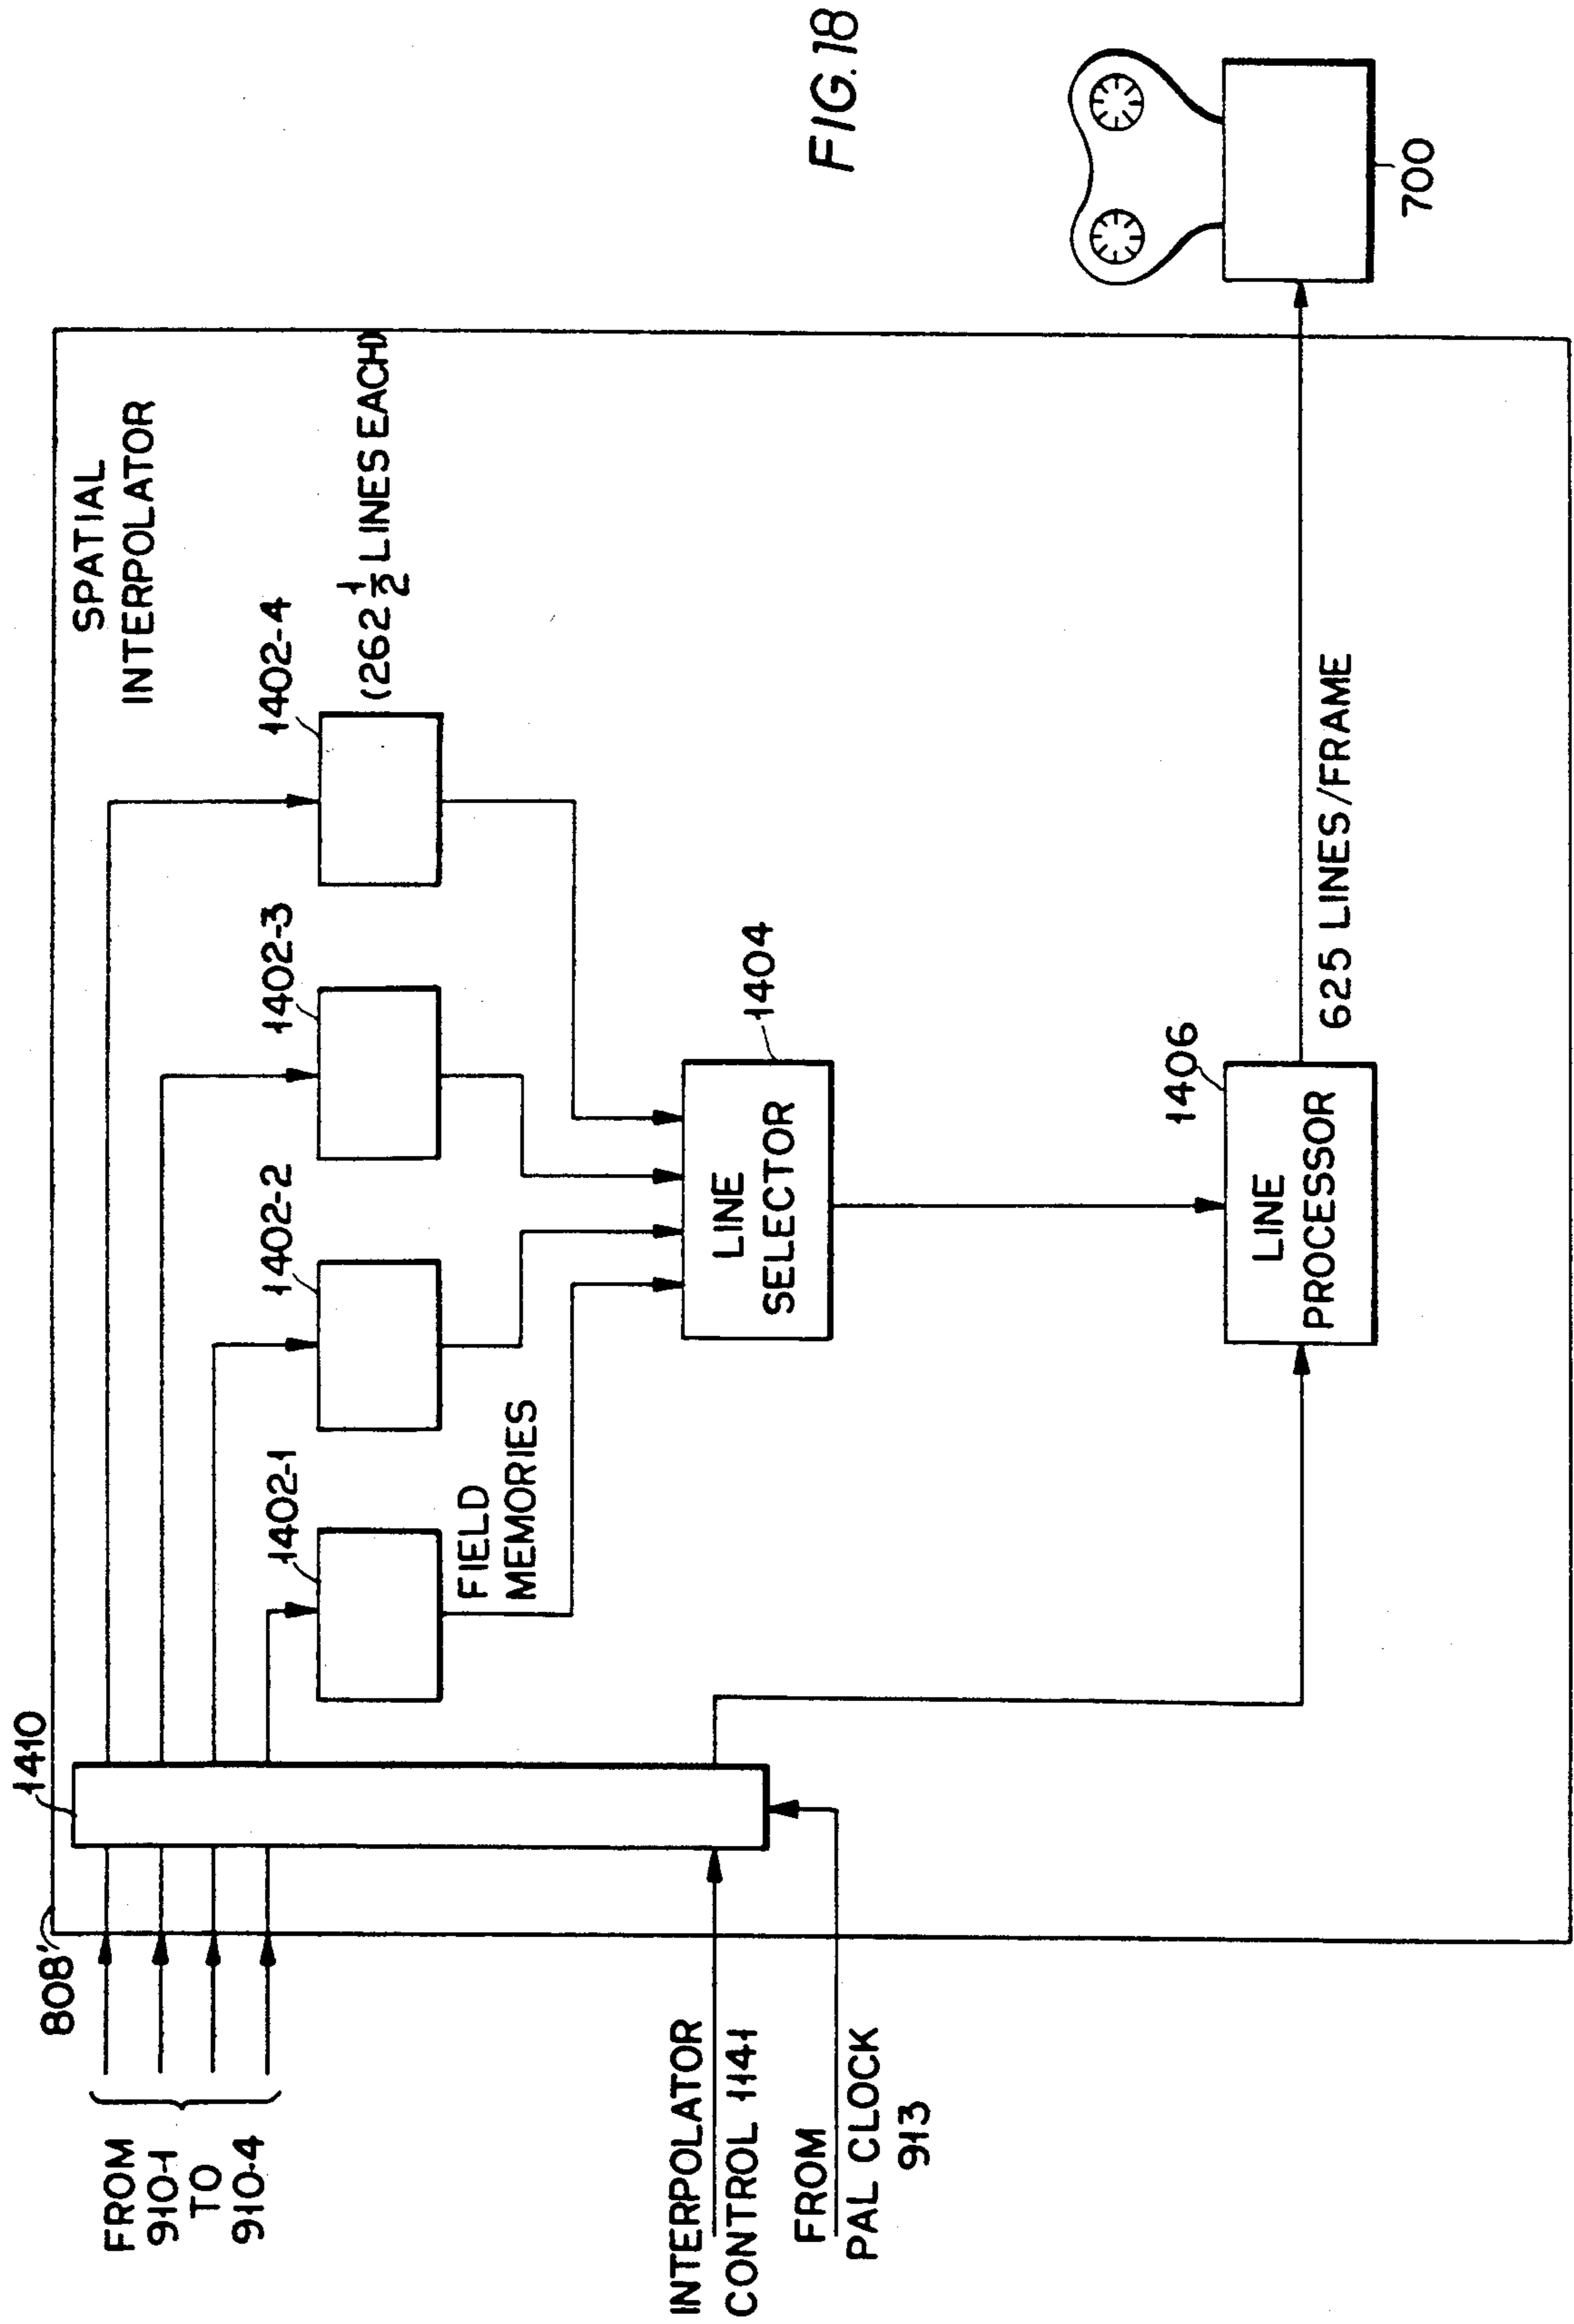 FIG. 18
808'
1410
SPATIAL
INTERPOLATOR
FROM
910-1
TO
910-4
1402-1
1402-2
1402-3
1402-4
(262 1/2 LINES EACH)
FIELD
MEMORIES
LINE
SELECTOR
1404
INTERPOLATOR
CONTROL 1141
FROM
PAL CLOCK
913
LINE
PROCESSOR
1406
625 LINES/FRAME
700